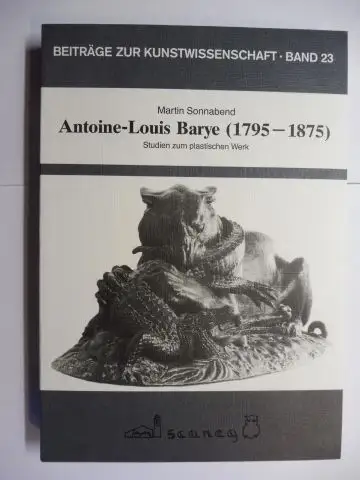 BEITRÄGE ZUR KUNSTWISSENSCHAFT · BAND 23
Martin Sonnabend
Antoine-Louis Barye (1795—1875)
Studien zum plastischen Werk
scaneg